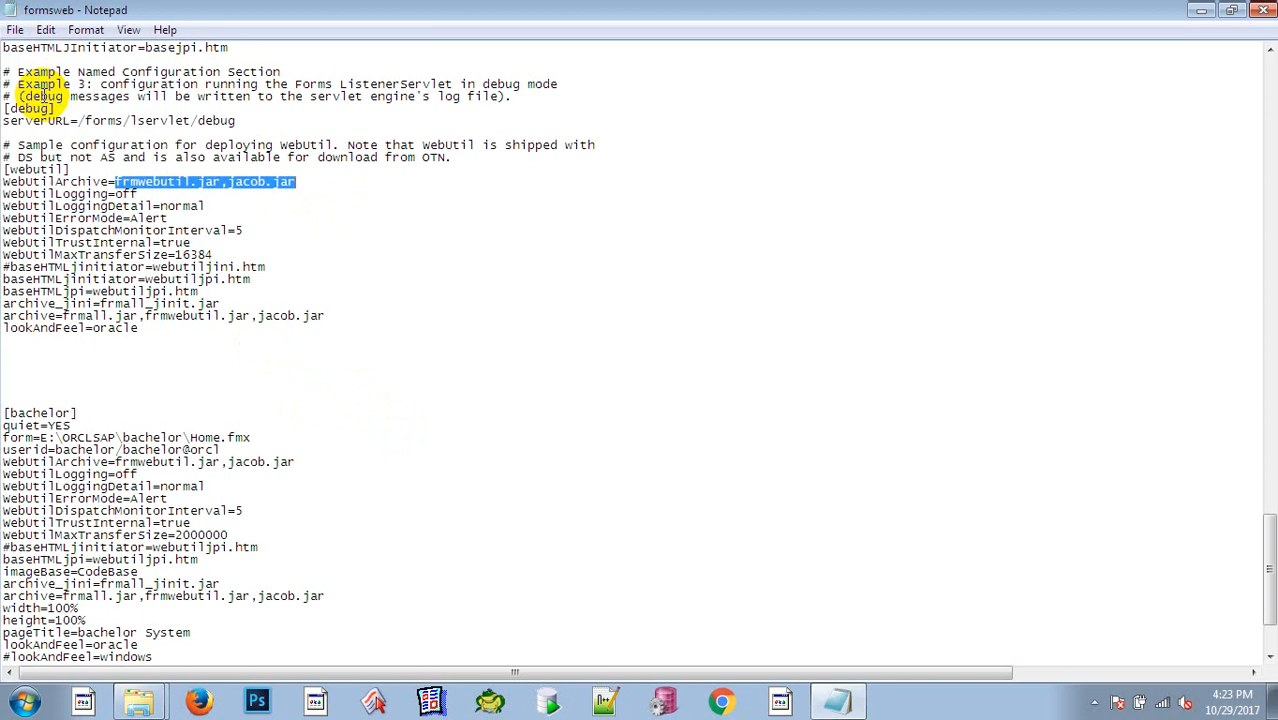 formsweb - Notepad
File Edit Format View Help
baseHTMLJInitiator=basejpi.htm
# Example Named Configuration Section
# Example 3: configuration running the Forms ListenerServlet in debug mode
# (debug messages will be written to the servlet engine's log file).
[debug]
serverURL=/forms/lservlet/debug
# Sample configuration for deploying WebUtil. Note that WebUtil is shipped with
# DS but not AS and is also available for download from OTN.
[webutil]
WebUtilArchive=frmwebutil.jar,jacob.jar
WebUtilLogging=off
WebUtilLoggingDetail=normal
WebUtilErrorMode=Alert
WebUtilDispatchMonitorInterval=5
WebUtilTrustInternal=true
WebUtilMaxTransferSize=16384
#baseHTMLjinitiator=webutiljini.htm
baseHTMLjinitiator=webutiljpi.htm
baseHTMLjpi=webutiljpi.htm
archive_jini=frmall_jinit.jar
archive=frmall.jar,frmwebutil.jar,jacob.jar
lookAndFeel=oracle
[bachelor]
quiet=YES
form=E:\ORCLSAP\bachelor\Home.fmx
userid=bachelor/bachelor@orcl
WebUtilArchive=frmwebutil.jar,jacob.jar
WebUtilLogging=off
WebUtilLoggingDetail=normal
WebUtilErrorMode=Alert
WebUtilDispatchMonitorInterval=5
WebUtilTrustInternal=true
WebUtilMaxTransferSize=2000000
#baseHTMLjinitiator=webutiljpi.htm
baseHTMLjpi=webutiljpi.htm
imageBase=CodeBase
archive_jini=frmall_jinit.jar
archive=frmall.jar,frmwebutil.jar,jacob.jar
width=100%
height=100%
pageTitle=bachelor System
lookAndFeel=oracle
#lookAndFeel=windows
Ps
4:23 PM
10/29/2017